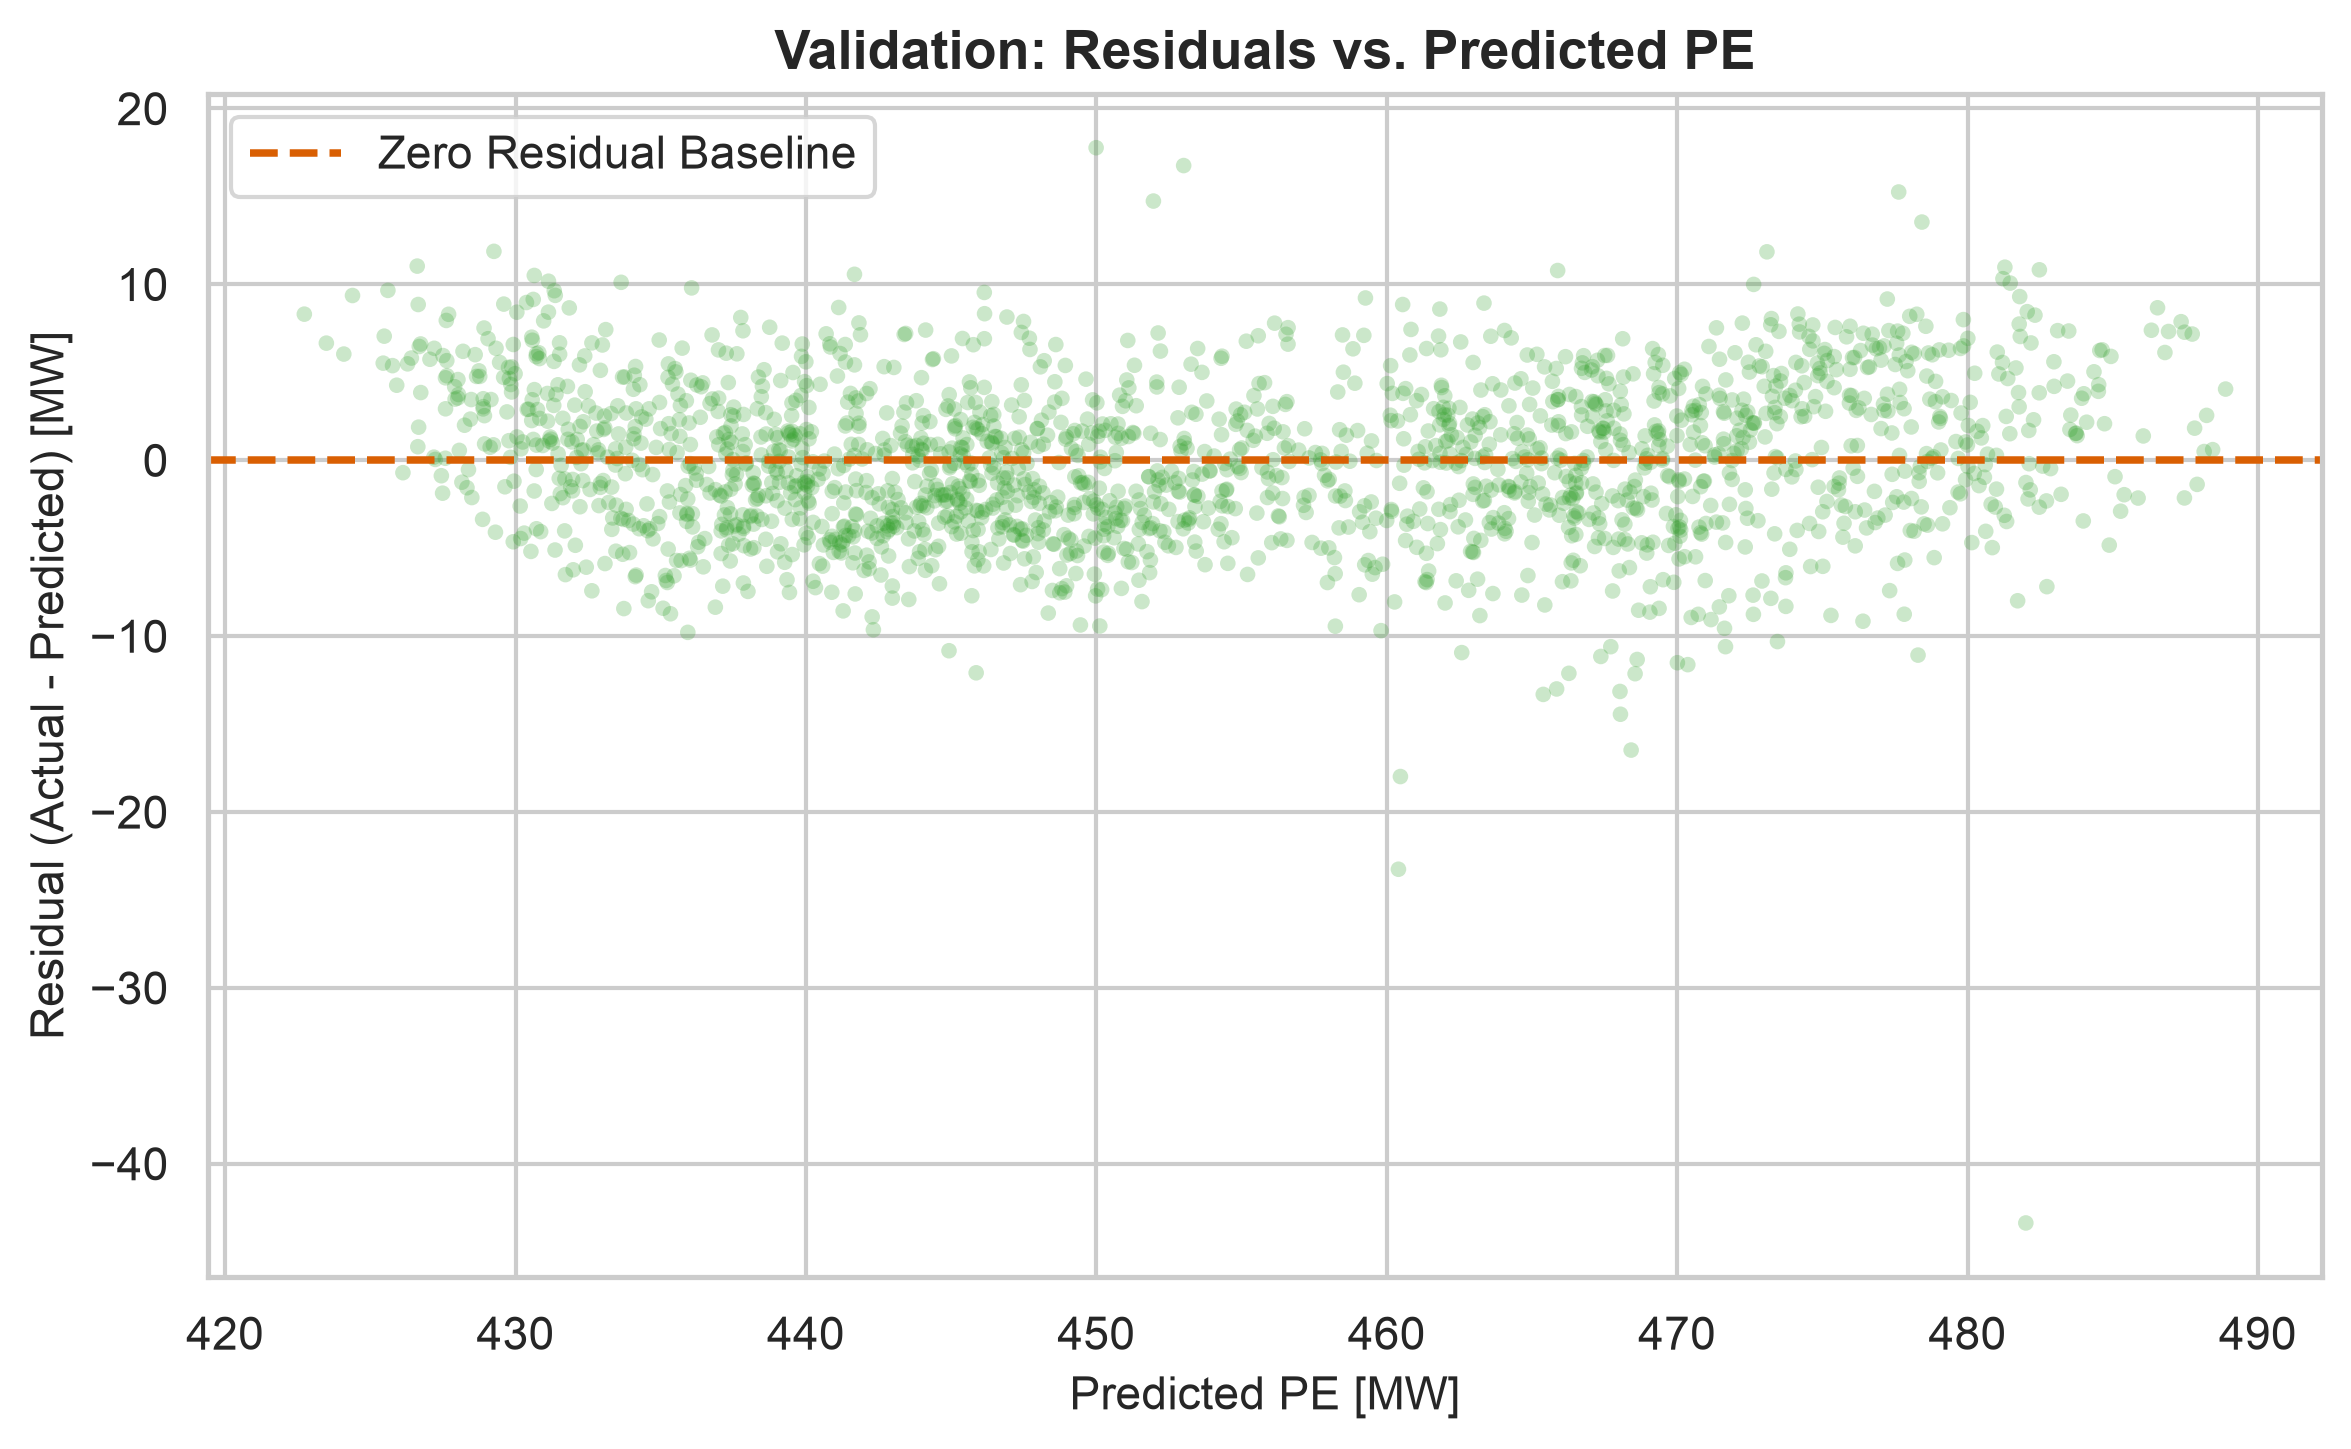 Validation: Residuals vs. Predicted PE
Zero Residual Baseline
20
10
0
−10
−20
−30
−40
Residual (Actual - Predicted) [MW]
420 430 440 450 460 470 480 490
Predicted PE [MW]